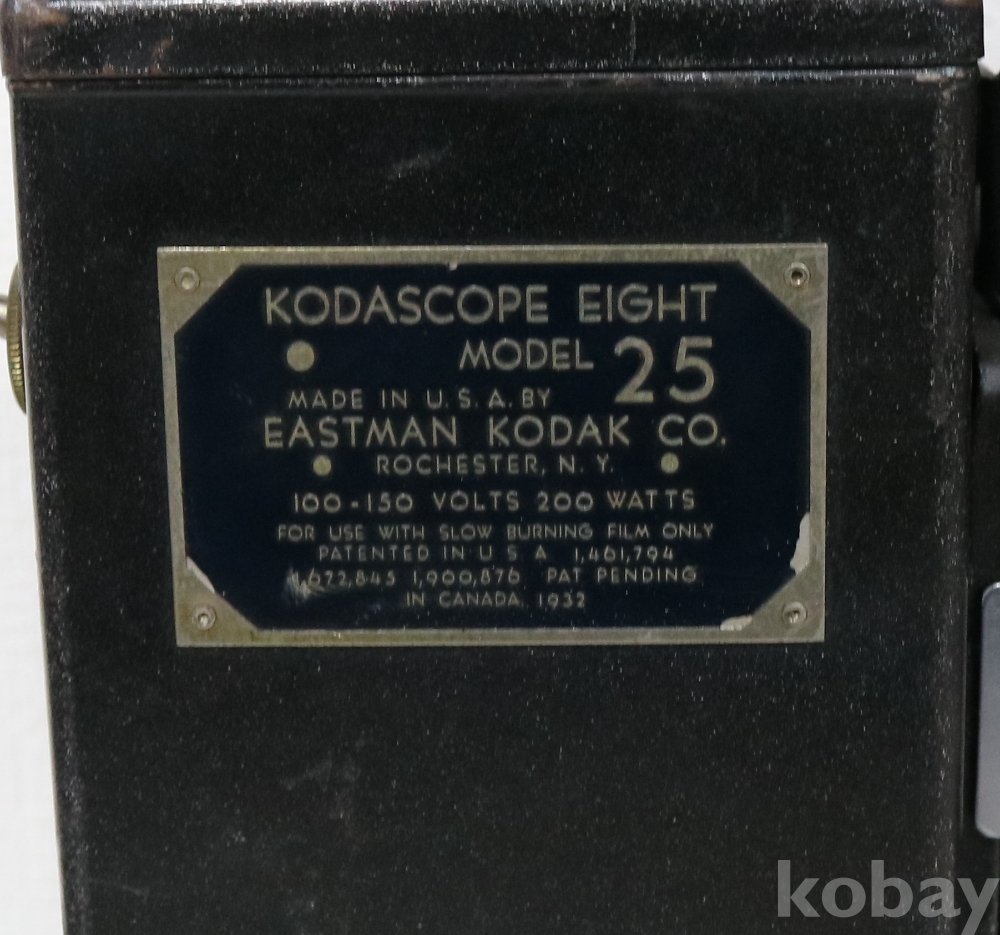 KODASCOPE EIGHT
MODEL 25
MADE IN U.S.A. BY
EASTMAN KODAK CO.
ROCHESTER, N. Y.
100-150 VOLTS 200 WATTS
FOR USE WITH SLOW BURNING FILM ONLY
PATENTED IN U S A 1,461,794
1,672,845 1,900,876 PAT PENDING
IN CANADA, 1932
kobay